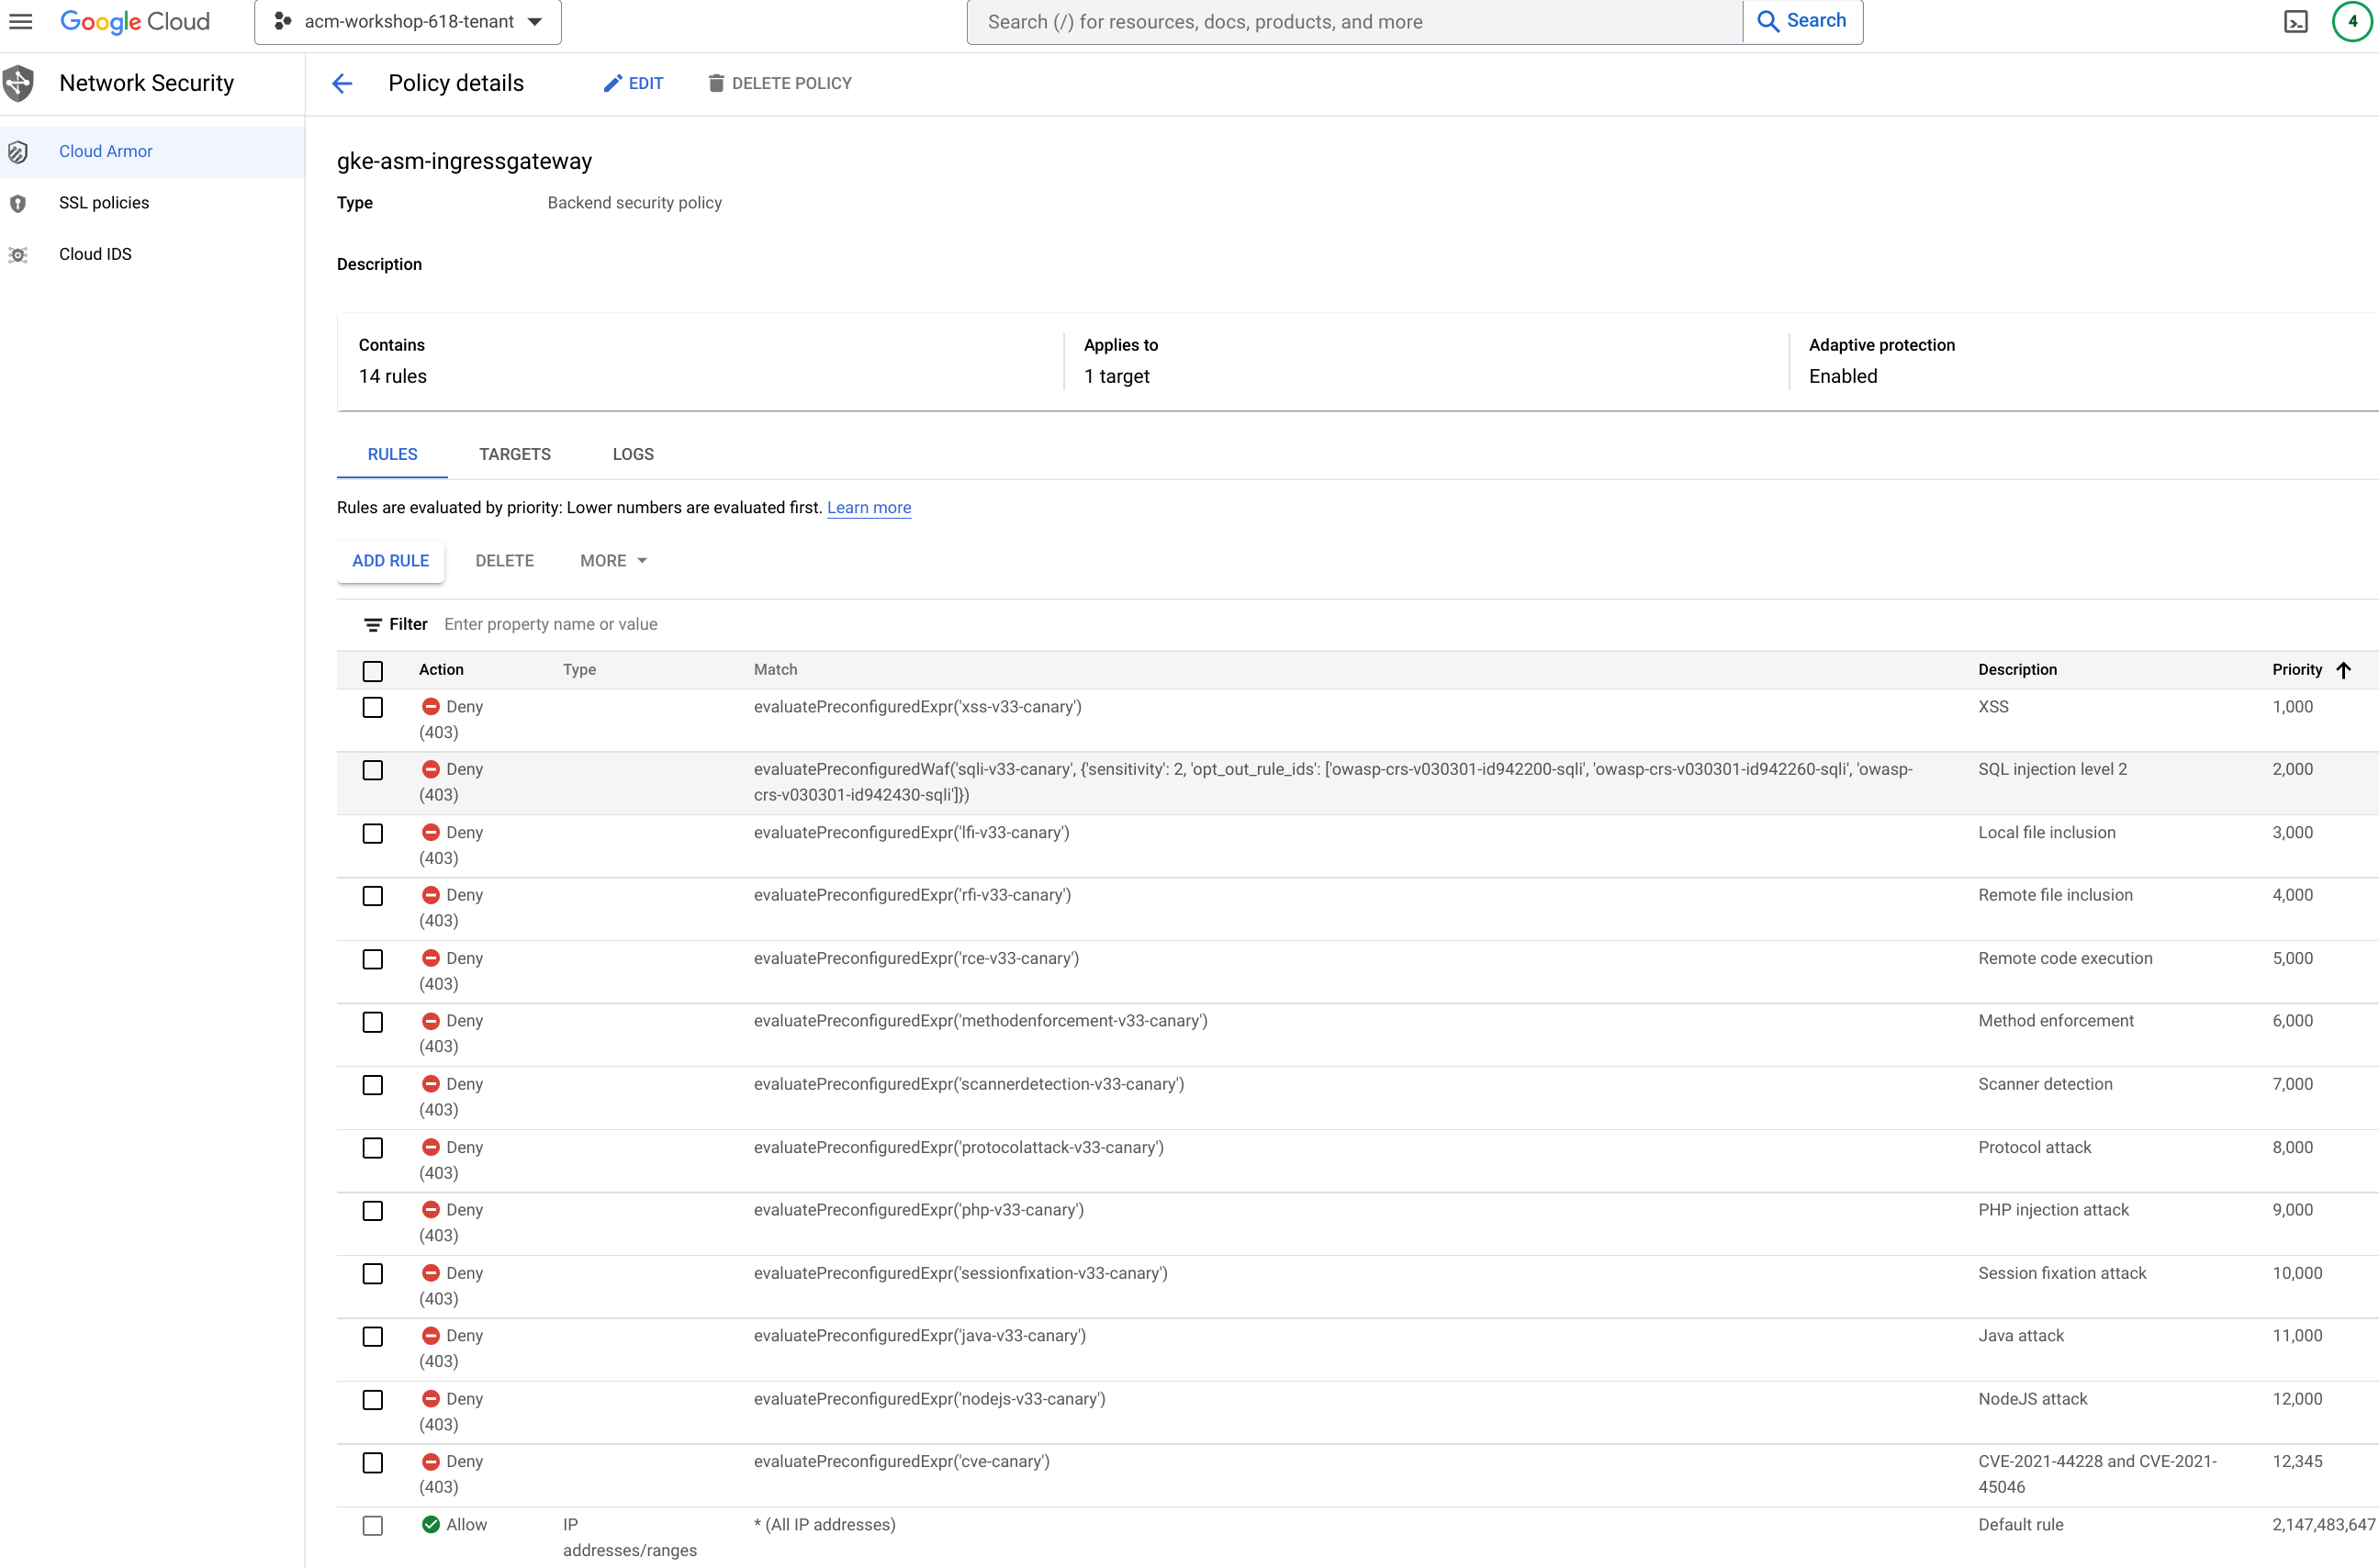 Google Cloud
acm-workshop-618-tenant
Search (/) for resources, docs, products, and more
Search
4
Network Security
Policy details
EDIT
DELETE POLICY
Cloud Armor
SSL policies
Cloud IDS
gke-asm-ingressgateway
Type Backend security policy
Description
Contains
14 rules
Applies to
1 target
Adaptive protection
Enabled
RULES TARGETS LOGS
Rules are evaluated by priority: Lower numbers are evaluated first. Learn more
ADD RULE DELETE MORE
Filter Enter property name or value
Action Type Match Description Priority
Deny evaluatePreconfiguredExpr('xss-v33-canary') XSS 1,000
(403)
Deny evaluatePreconfiguredWaf('sqli-v33-canary', {'sensitivity': 2, 'opt_out_rule_ids': ['owasp-crs-v030301-id942200-sqli', 'owasp-crs-v030301-id942260-sqli', 'owasp- SQL injection level 2 2,000
(403) crs-v030301-id942430-sqli']})
Deny evaluatePreconfiguredExpr('lfi-v33-canary') Local file inclusion 3,000
(403)
Deny evaluatePreconfiguredExpr('rfi-v33-canary') Remote file inclusion 4,000
(403)
Deny evaluatePreconfiguredExpr('rce-v33-canary') Remote code execution 5,000
(403)
Deny evaluatePreconfiguredExpr('methodenforcement-v33-canary') Method enforcement 6,000
(403)
Deny evaluatePreconfiguredExpr('scannerdetection-v33-canary') Scanner detection 7,000
(403)
Deny evaluatePreconfiguredExpr('protocolattack-v33-canary') Protocol attack 8,000
(403)
Deny evaluatePreconfiguredExpr('php-v33-canary') PHP injection attack 9,000
(403)
Deny evaluatePreconfiguredExpr('sessionfixation-v33-canary') Session fixation attack 10,000
(403)
Deny evaluatePreconfiguredExpr('java-v33-canary') Java attack 11,000
(403)
Deny evaluatePreconfiguredExpr('nodejs-v33-canary') NodeJS attack 12,000
(403)
Deny evaluatePreconfiguredExpr('cve-canary') CVE-2021-44228 and CVE-2021- 12,345
(403) 45046
Allow IP * (All IP addresses) Default rule 2,147,483,647
addresses/ranges